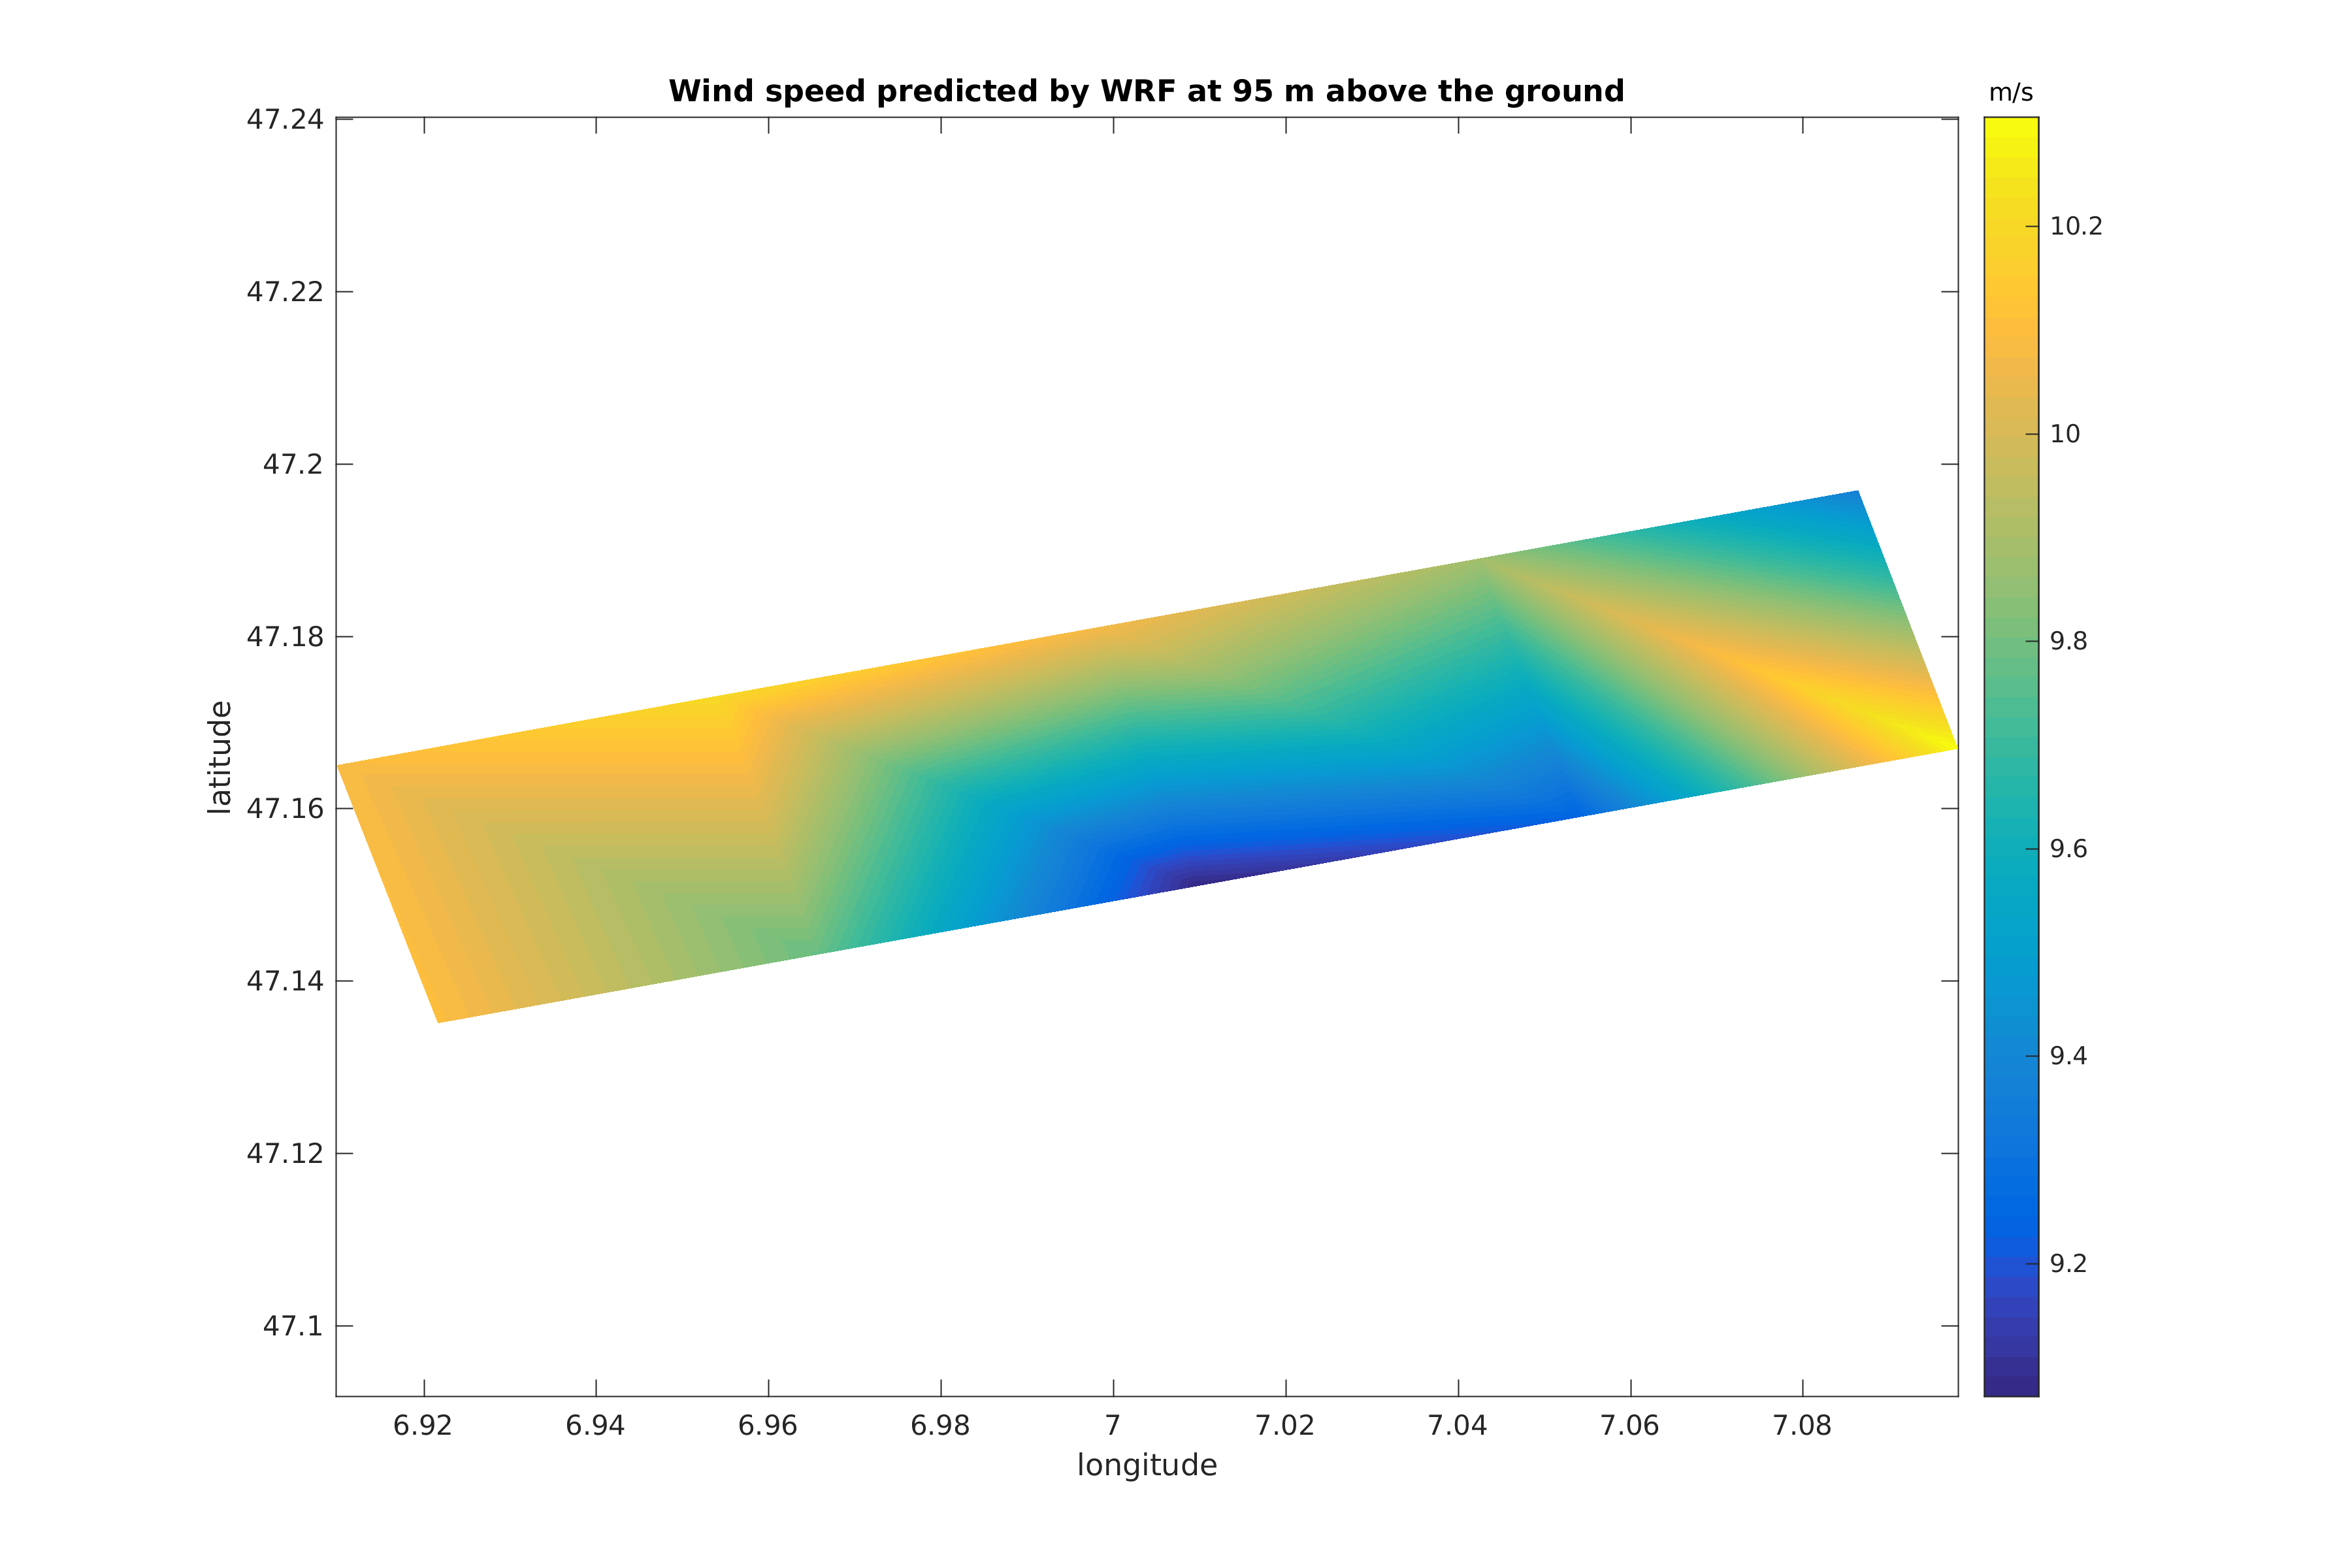 Wind speed predicted by WRF at 95 m above the ground
m/s
47.24
47.22
47.2
47.18
47.16
47.14
47.12
47.1
latitude
6.92 6.94 6.96 6.98 7 7.02 7.04 7.06 7.08
longitude
10.2
10
9.8
9.6
9.4
9.2